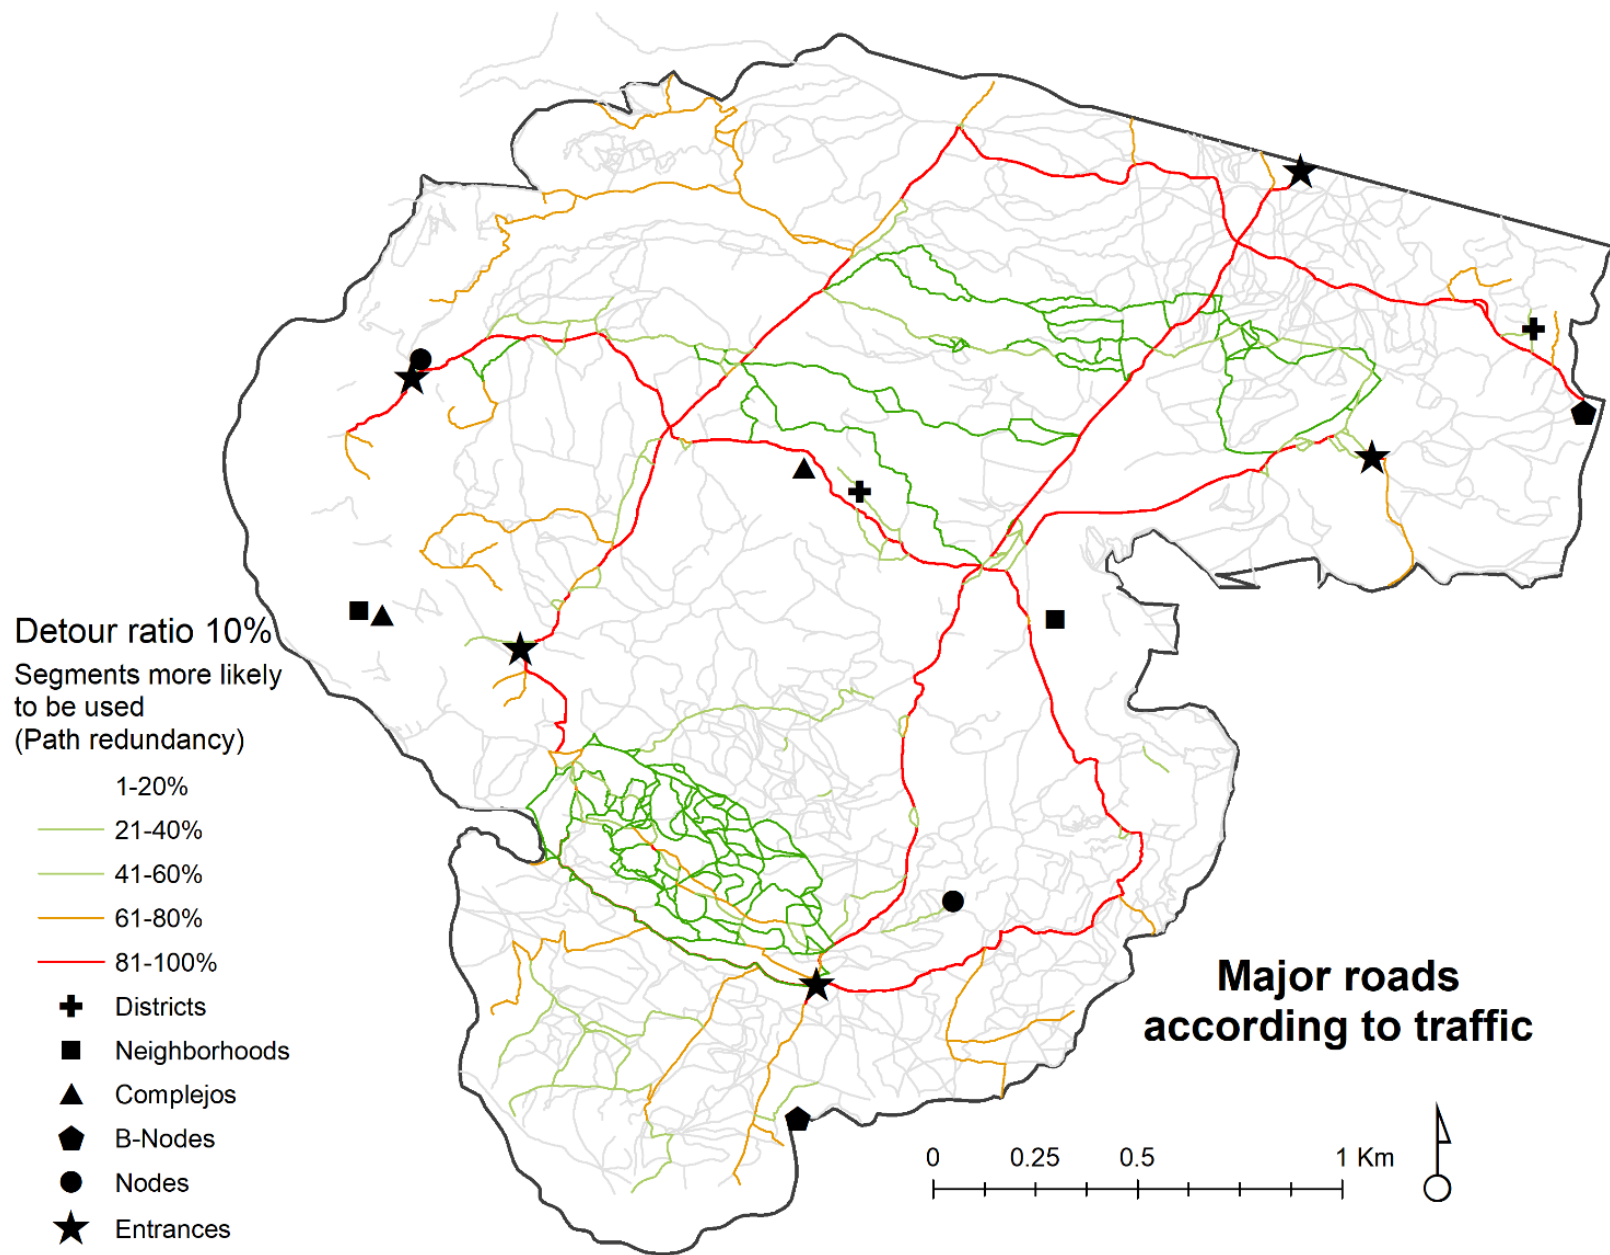 Detour ratio 10%
Segments more likely
to be used
(Path redundancy)
1-20%
21-40%
41-60%
61-80%
81-100%
Districts
Neighborhoods
Complejos
B-Nodes
Nodes
Entrances
Major roads
according to traffic
0 0.25 0.5 1 Km